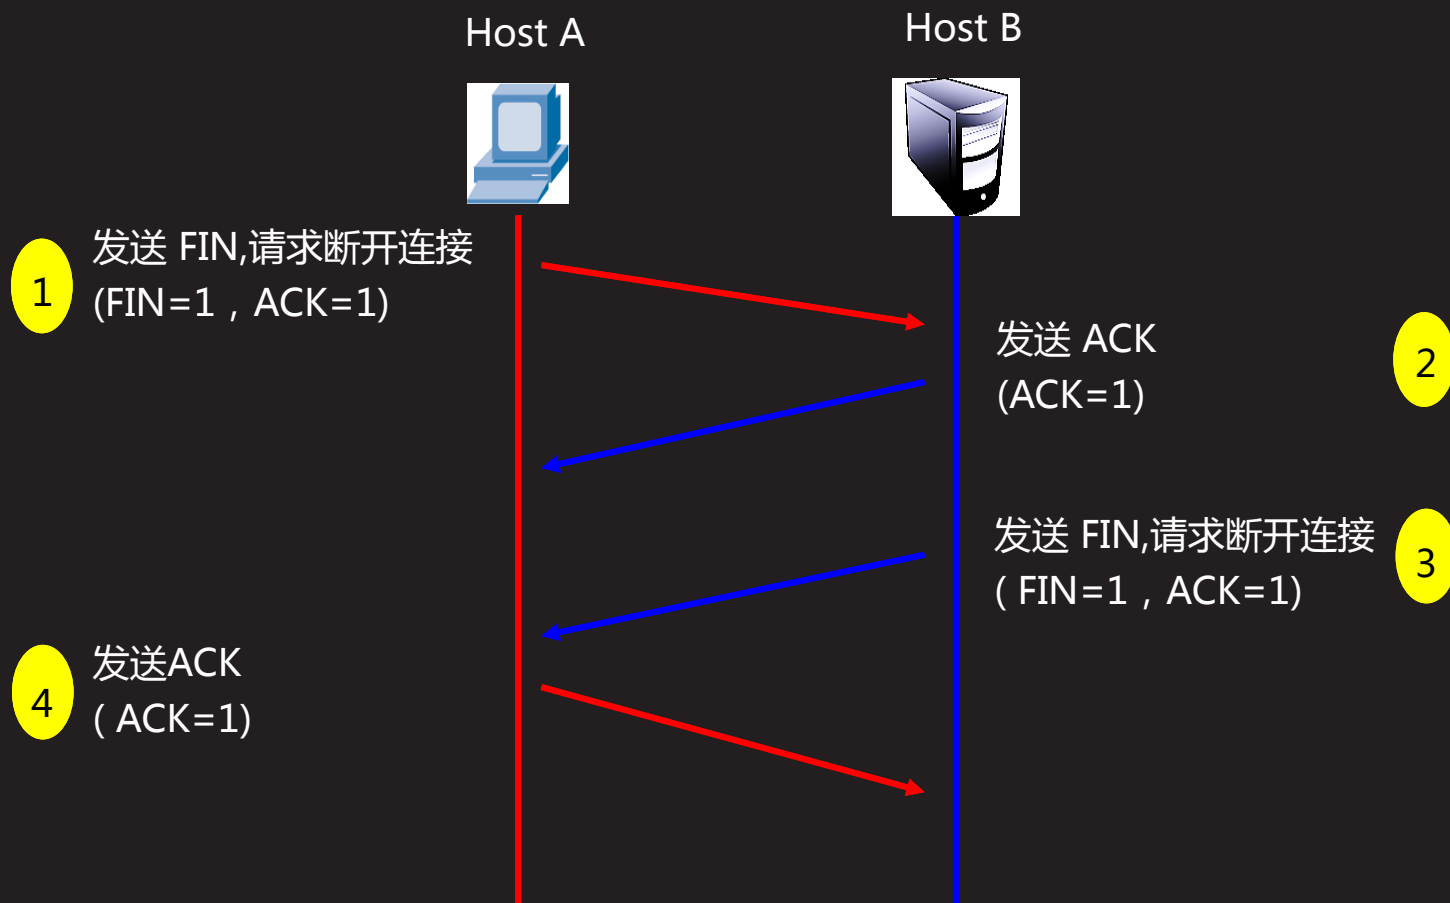 Host A
Host B
1
发送 FIN,请求断开连接
(FIN=1，ACK=1)
发送 ACK
(ACK=1)
2
发送 FIN,请求断开连接
( FIN=1，ACK=1)
3
4
发送ACK
( ACK=1)